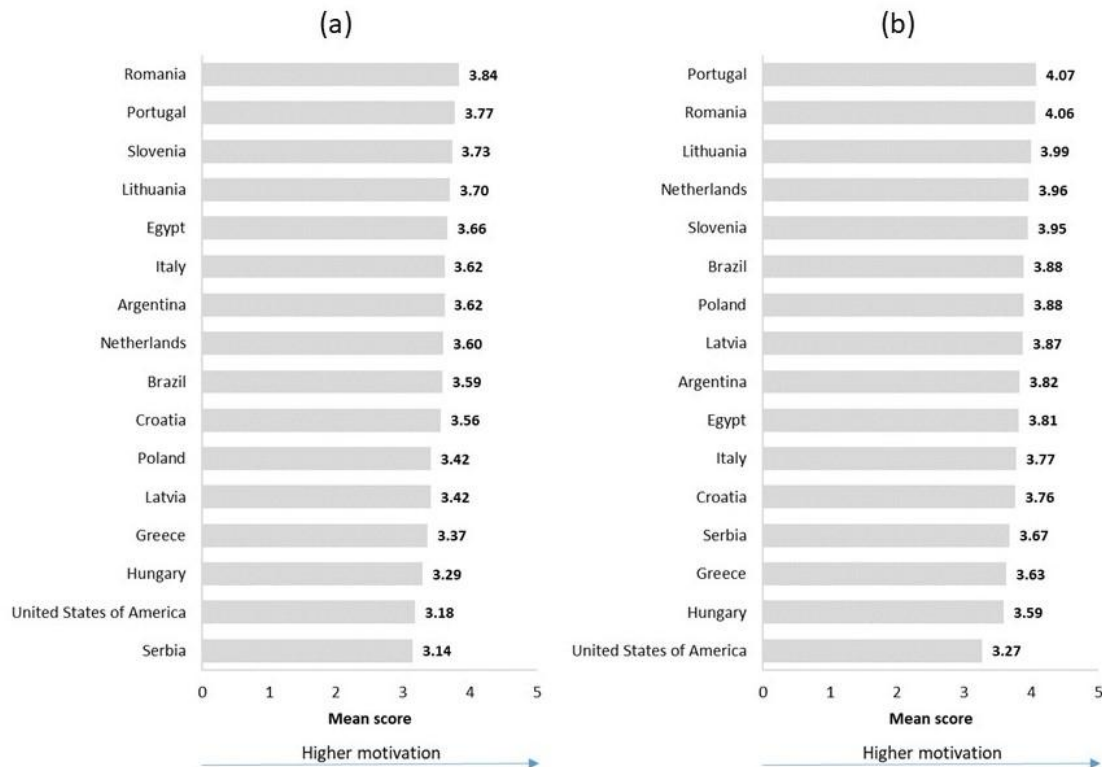 (a)
Romania 3.84
Portugal 3.77
Slovenia 3.73
Lithuania 3.70
Egypt 3.66
Italy 3.62
Argentina 3.62
Netherlands 3.60
Brazil 3.59
Croatia 3.56
Poland 3.42
Latvia 3.42
Greece 3.37
Hungary 3.29
United States of America 3.18
Serbia 3.14
0 1 2 3 4 5
Mean score
Higher motivation
(b)
Portugal 4.07
Romania 4.06
Lithuania 3.99
Netherlands 3.96
Slovenia 3.95
Brazil 3.88
Poland 3.88
Latvia 3.87
Argentina 3.82
Egypt 3.81
Italy 3.77
Croatia 3.76
Serbia 3.67
Greece 3.63
Hungary 3.59
United States of America 3.27
0 1 2 3 4 5
Mean score
Higher motivation